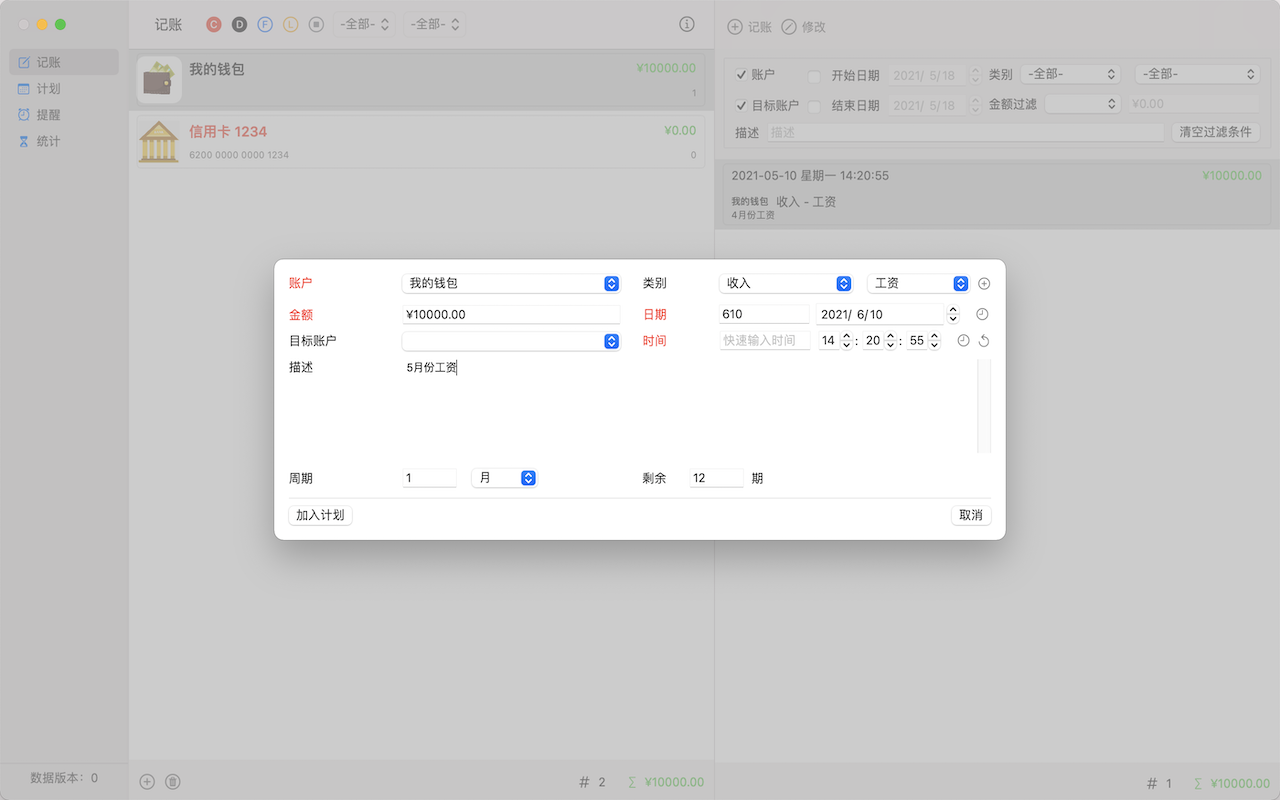 记账
C D F L
-全部-
-全部-
记账
修改
记账
计划
提醒
统计
我的钱包
¥10000.00
1
信用卡 1234
¥0.00
6200 0000 0000 1234
0
账户
开始日期
2021/ 5/18
类别
-全部-
-全部-
目标账户
结束日期
2021/ 5/18
金额过滤
¥0.00
描述
描述
清空过滤条件
2021-05-10 星期一 14:20:55
¥10000.00
我的钱包 收入 - 工资
4月份工资
账户
我的钱包
类别
收入
工资
金额
¥10000.00
日期
610
2021/ 6/10
目标账户
时间
快速输入时间
14 : 20 : 55
描述
5月份工资
周期
1
月
剩余
12
期
加入计划
取消
数据版本: 0
# 2
∑ ¥10000.00
# 1
∑ ¥10000.00